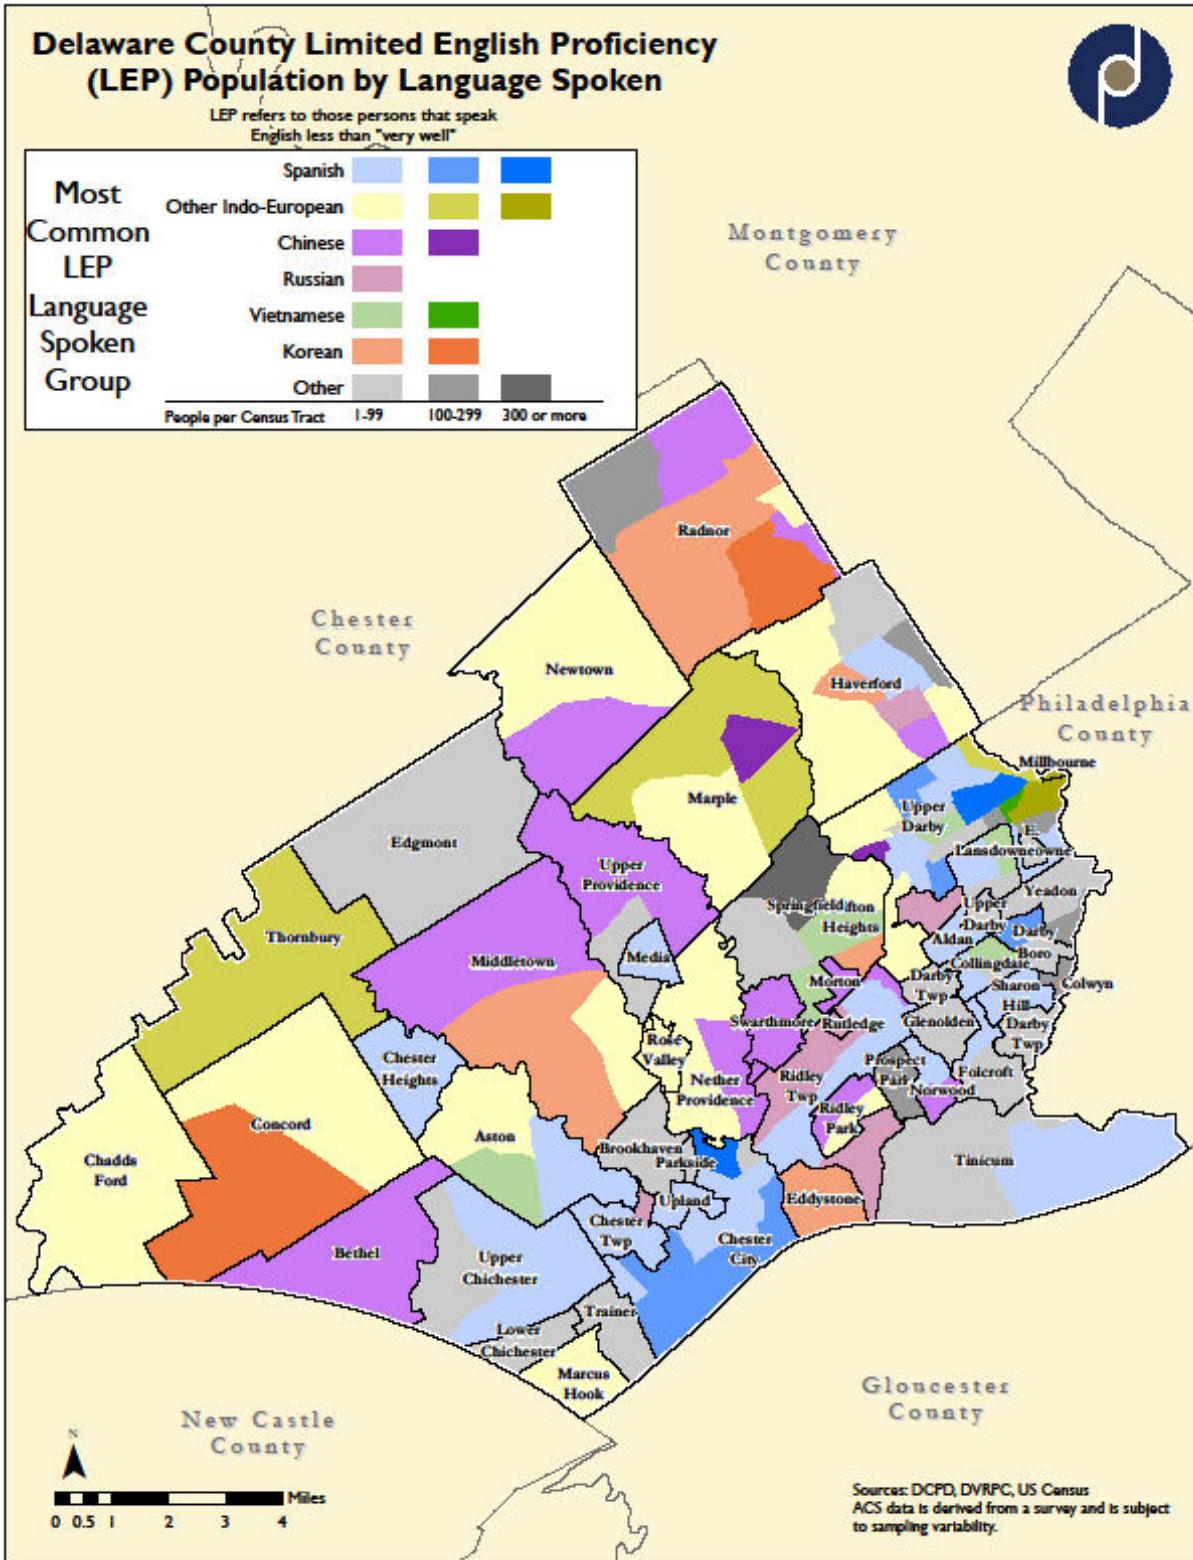 Delaware County Limited English Proficiency
(LEP) Population by Language Spoken
LEP refers to those persons that speak
English less than "very well"
Most
Common
LEP
Language
Spoken
Group
Spanish
Other Indo-European
Chinese
Russian
Vietnamese
Korean
Other
People per Census Tract 1-99 100-299 300 or more
Montgomery
County
Chester
County
Philadelphia
County
Radnor
Newtown
Haverford
Millbourne
Marple
Upper
Darby
E.
Lansdowne
owne
Edgmont
Upper
Providence
Springfield
ifton
Heights
Upper
Darby
Yeadon
Thornbury
Middletown
Media
Aldan
Darby
Boro
Collingdale
Colwyn
Morton
Darby
Twp
Sharon
Hill
Swarthmore
Rutledge
Glenolden
Darby
Twp
Chester
Heights
Rose
Valley
Nether
Providence
Ridley
Twp
Prospect
Park
Folcroft
Norwood
Ridley
Park
Concord
Aston
Chadds
Ford
Brookhaven
Parkside
Tinicum
Upland
Eddystone
Bethel
Upper
Chichester
Chester
Twp
Chester
City
Trainer
Lower
Chichester
Marcus
Hook
New Castle
County
Gloucester
County
N
Miles
0 0.5 1 2 3 4
Sources: DCPD, DVRPC, US Census
ACS data is derived from a survey and is subject
to sampling variability.